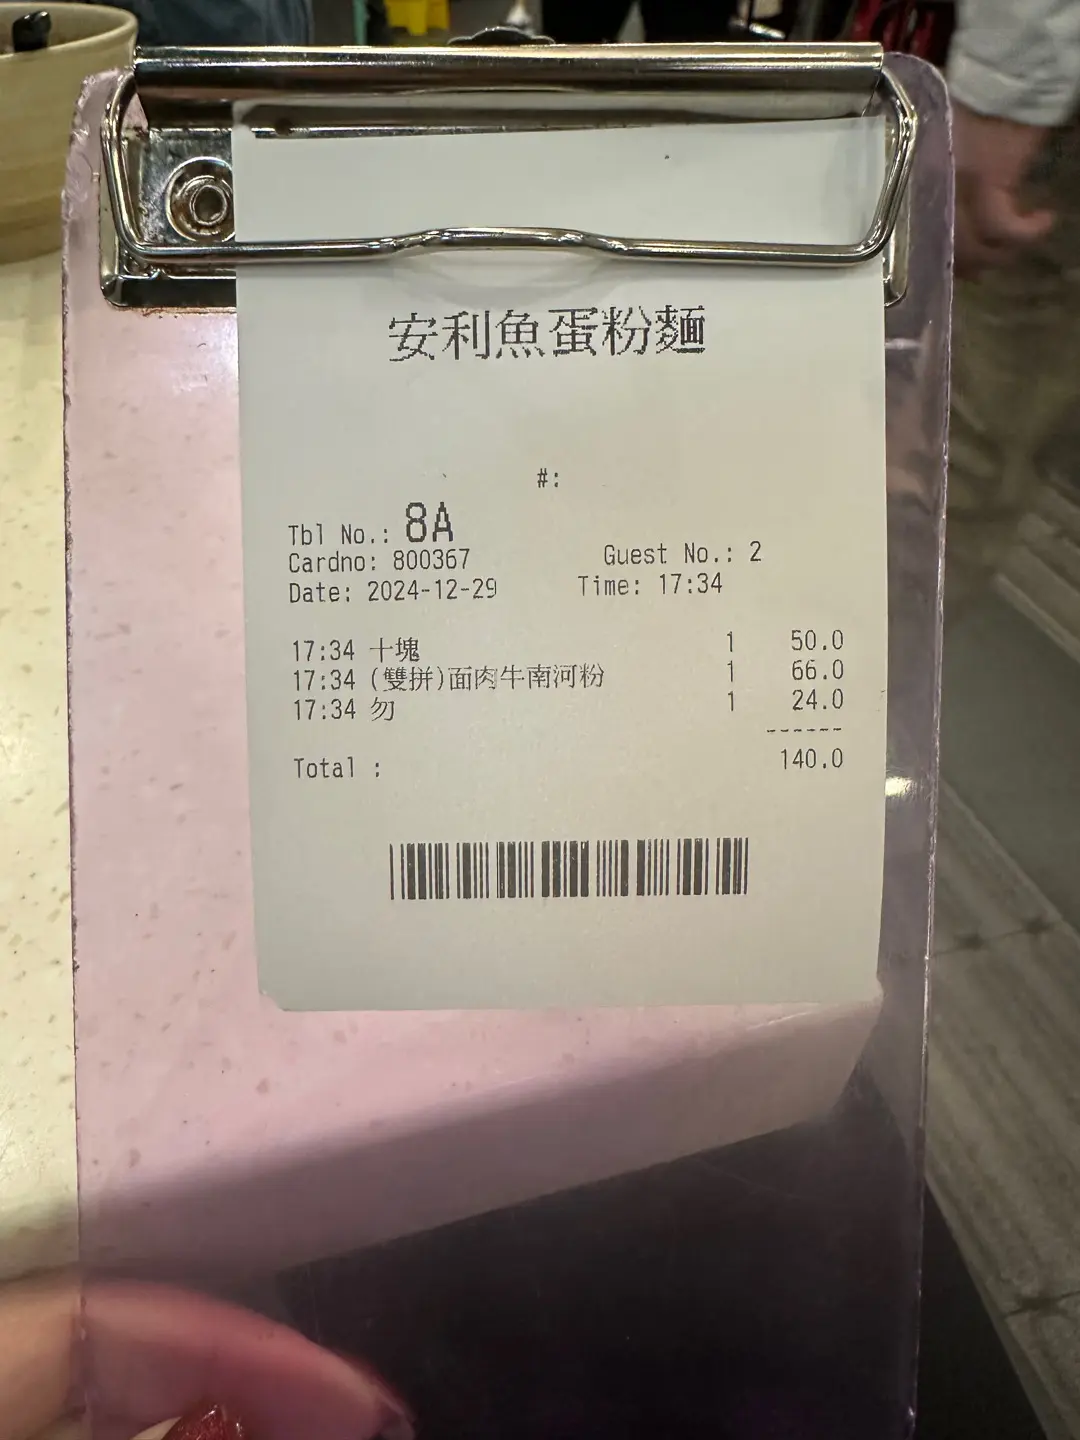 安利魚蛋粉麵
#:
Tbl No.: 8A
Cardno: 800367 Guest No.: 2
Date: 2024-12-29 Time: 17:34
17:34 十塊 1 50.0
17:34 (雙拼)面肉牛南河粉 1 66.0
17:34 勿 1 24.0
------
Total : 140.0